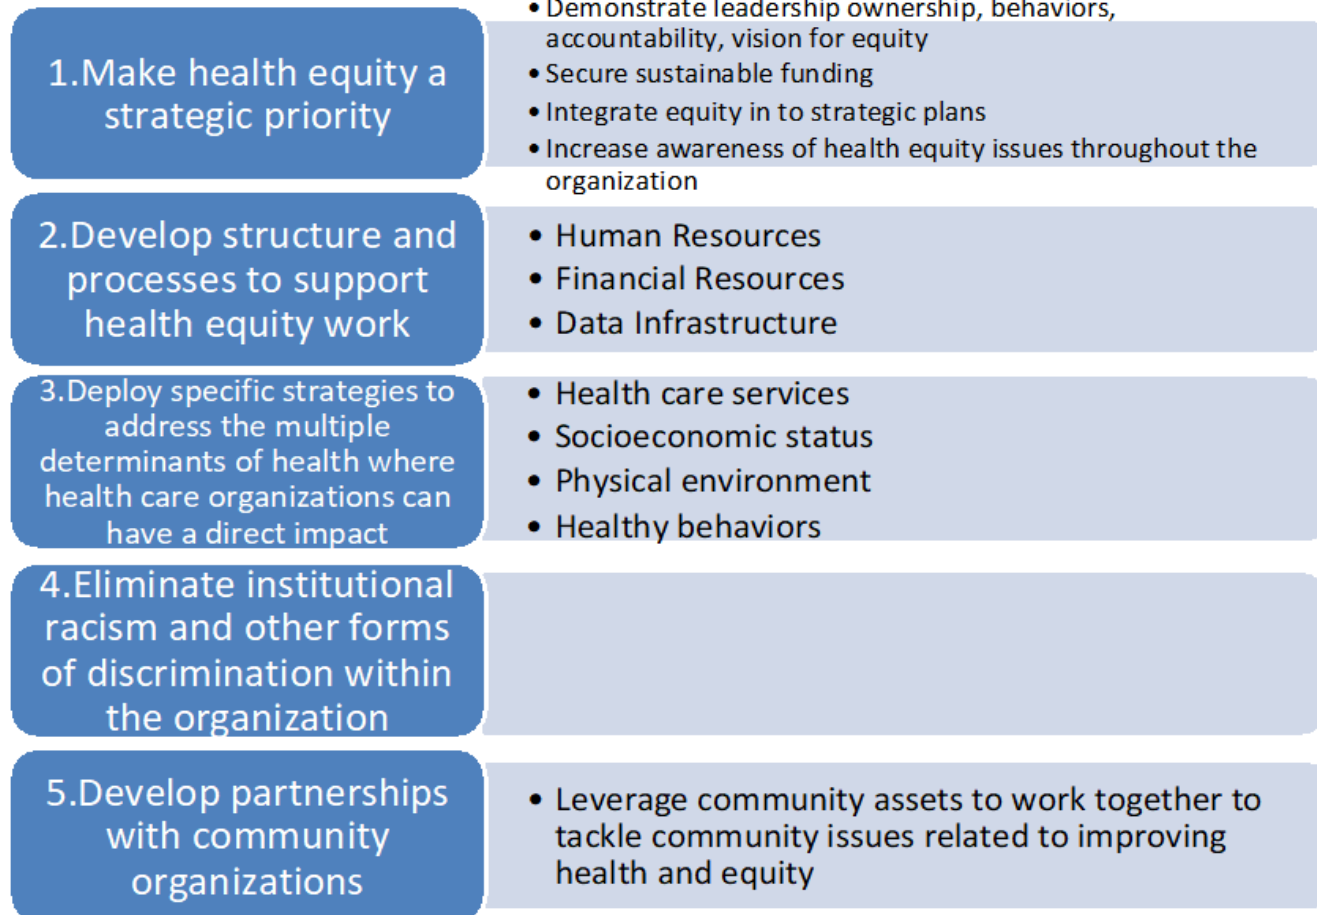 1.Make health equity a
strategic priority
• Demonstrate leadership ownership, behaviors,
accountability, vision for equity
• Secure sustainable funding
• Integrate equity in to strategic plans
• Increase awareness of health equity issues throughout the
organization
2.Develop structure and
processes to support
health equity work
• Human Resources
• Financial Resources
• Data Infrastructure
3.Deploy specific strategies to
address the multiple
determinants of health where
health care organizations can
have a direct impact
• Health care services
• Socioeconomic status
• Physical environment
• Healthy behaviors
4.Eliminate institutional
racism and other forms
of discrimination within
the organization
5.Develop partnerships
with community
organizations
• Leverage community assets to work together to
tackle community issues related to improving
health and equity